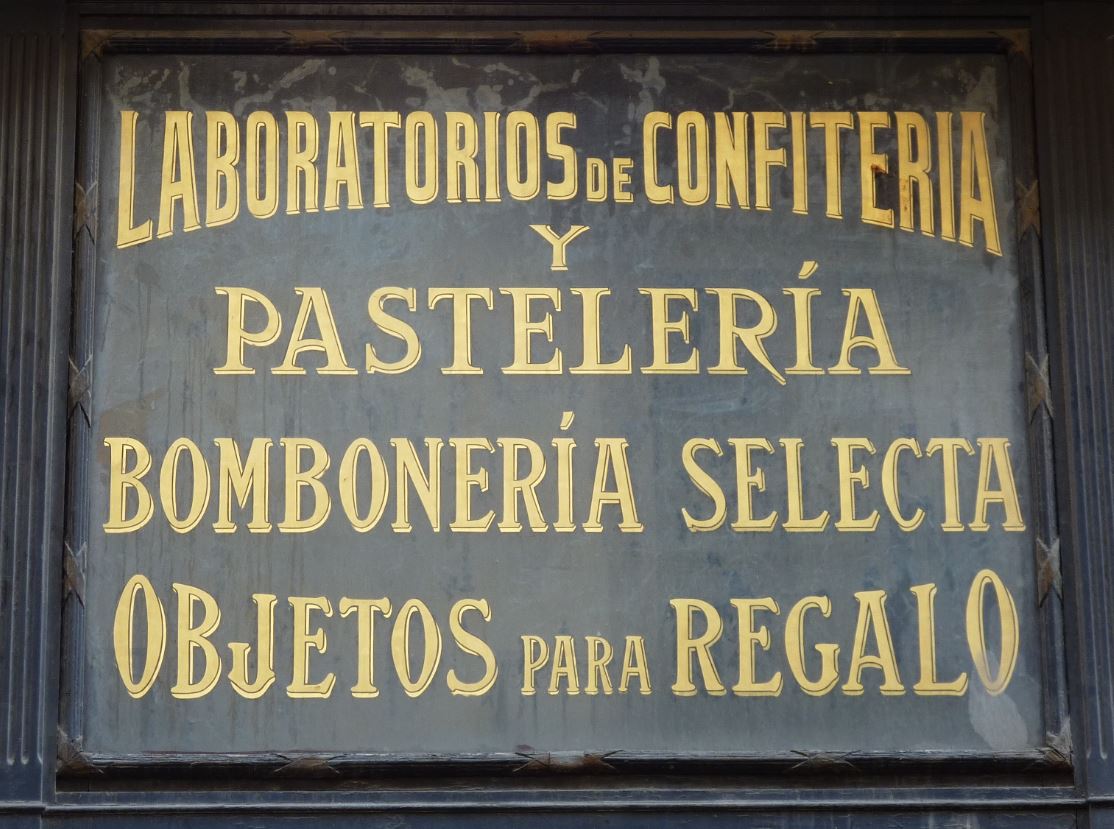 LABORATORIOS DE CONFITERIA
Y
PASTELERÍA
BOMBONERÍA SELECTA
OBJETOS PARA REGALO